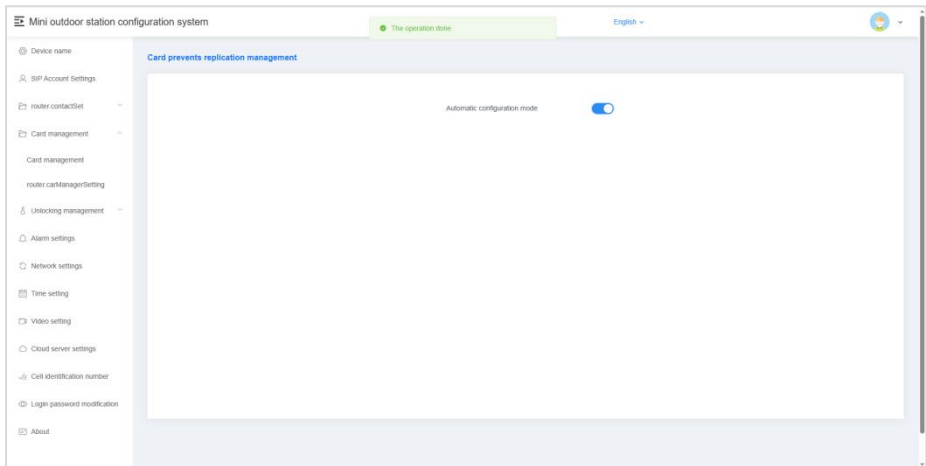 Mini outdoor station configuration system
The operation done
English
Device name
Card prevents replication management
SIP Account Settings
router.contactSet
Automatic configuration mode
Card management
Card management
router.carManagerSetting
Unlocking management
Alarm settings
Network settings
Time setting
Video setting
Cloud server settings
Cell identification number
Login password modification
About